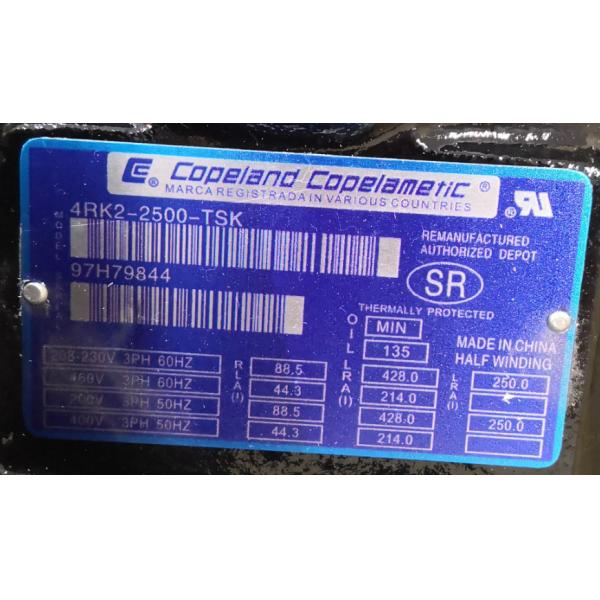 CE® Copeland Copelametic®
MARCA REGISTRADA IN VARIOUS COUNTRIES
®
MODEL 4RK2-2500-TSK
REMANUFACTURED
AUTHORIZED DEPOT
97H79844
SR
THERMALLY PROTECTED
OIL MIN
135
MADE IN CHINA
HALF WINDING
208-230V 3PH 60HZ RLA(I) 88.5 LRA(I) 428.0 LRA(I) 250.0
460V 3PH 60HZ 44.3 214.0
200V 3PH 50HZ 88.5 428.0 250.0
400V 3PH 50HZ 44.3 214.0